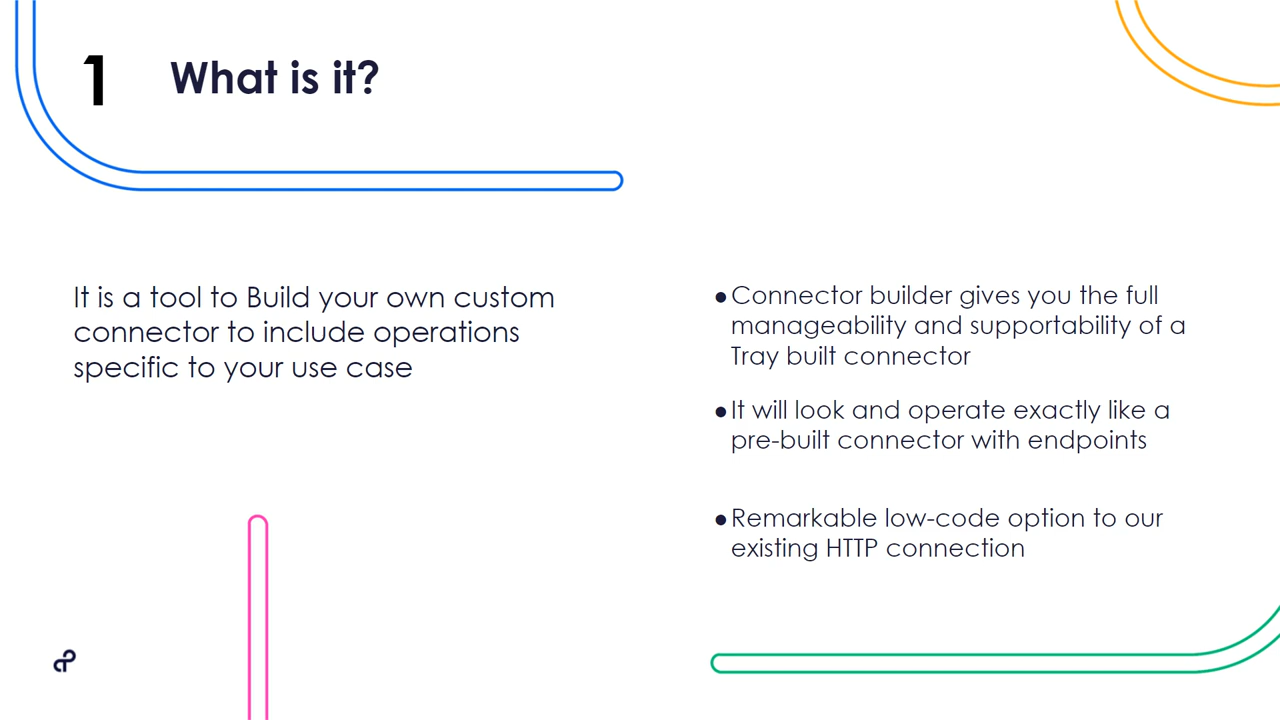 1 What is it?
It is a tool to Build your own custom
connector to include operations
specific to your use case
●Connector builder gives you the full
manageability and supportability of a
Tray built connector
●It will look and operate exactly like a
pre-built connector with endpoints
●Remarkable low-code option to our
existing HTTP connection